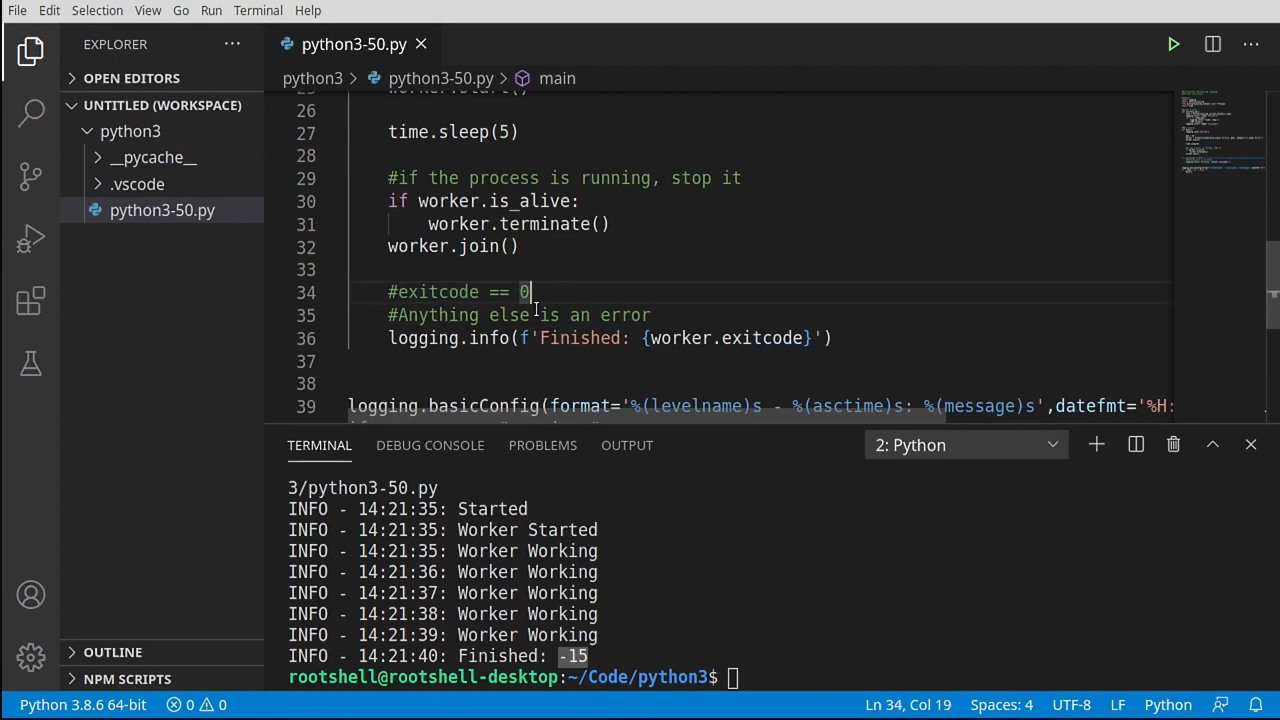 File Edit Selection View Go Run Terminal Help
EXPLORER
OPEN EDITORS
UNTITLED (WORKSPACE)
python3
__pycache__
.vscode
python3-50.py
OUTLINE
NPM SCRIPTS
python3-50.py
python3 > python3-50.py > main
25 worker.start()
26
27 time.sleep(5)
28
29 #if the process is running, stop it
30 if worker.is_alive:
31 worker.terminate()
32 worker.join()
33
34 #exitcode == 0
35 #Anything else is an error
36 logging.info(f'Finished: {worker.exitcode}')
37
38
39 logging.basicConfig(format='%(levelname)s - %(asctime)s: %(message)s',datefmt='%H:
TERMINAL DEBUG CONSOLE PROBLEMS OUTPUT 2: Python
3/python3-50.py
INFO - 14:21:35: Started
INFO - 14:21:35: Worker Started
INFO - 14:21:35: Worker Working
INFO - 14:21:36: Worker Working
INFO - 14:21:37: Worker Working
INFO - 14:21:38: Worker Working
INFO - 14:21:39: Worker Working
INFO - 14:21:40: Finished: -15
rootshell@rootshell-desktop:~/Code/python3$
Python 3.8.6 64-bit 0 0 Ln 34, Col 19 Spaces: 4 UTF-8 LF Python